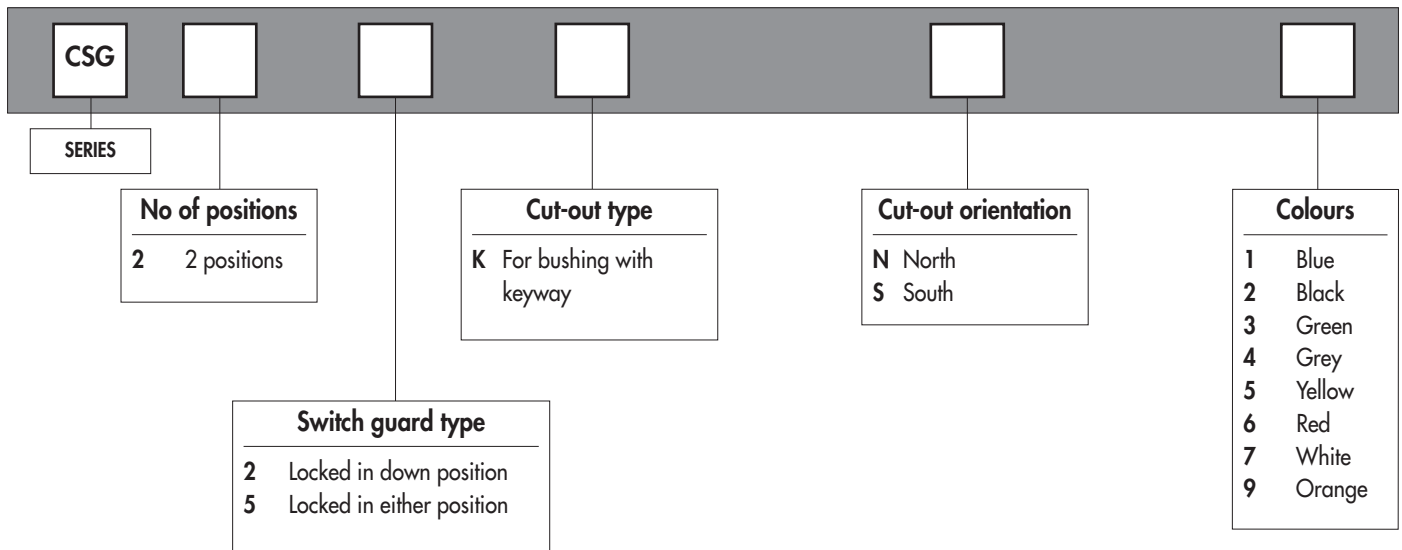 CSG
SERIES
No of positions
2 2 positions
Switch guard type
2 Locked in down position
5 Locked in either position
Cut-out type
K For bushing with
keyway
Cut-out orientation
N North
S South
Colours
1 Blue
2 Black
3 Green
4 Grey
5 Yellow
6 Red
7 White
9 Orange